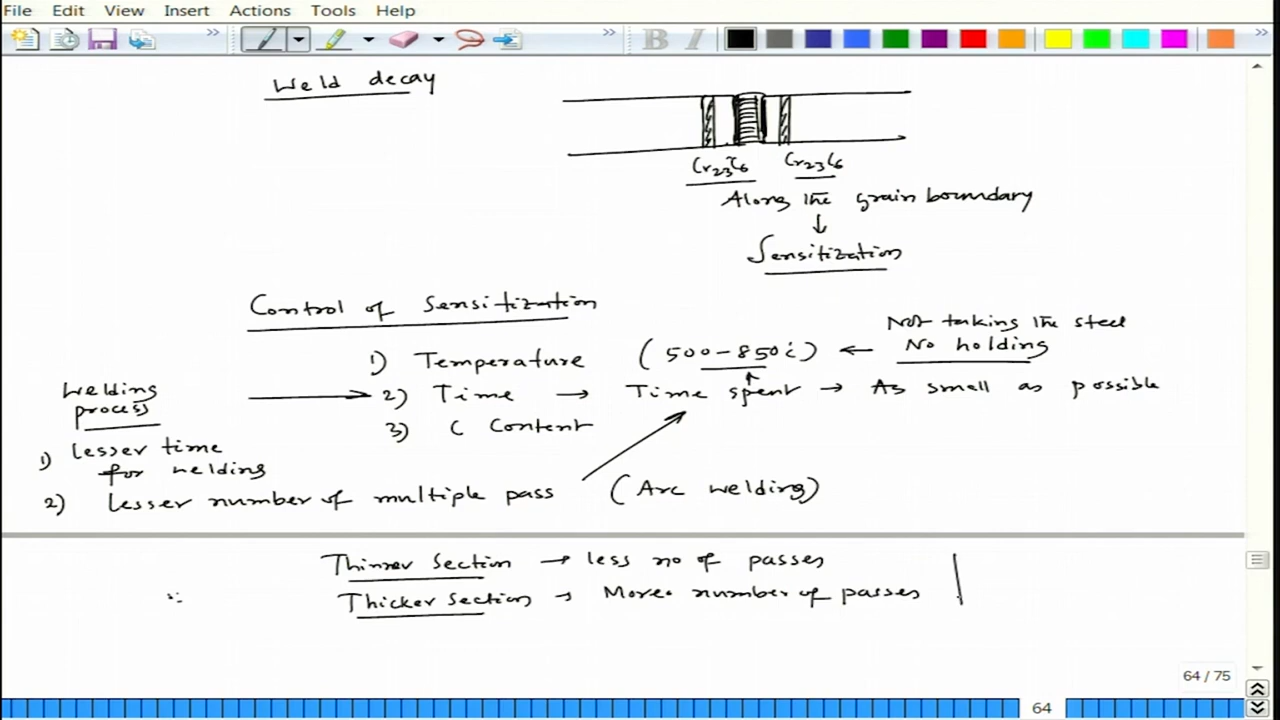 File Edit View Insert Actions Tools Help
Weld decay
Cr23C6 Cr23C6
Along the grain boundary
↓
Sensitization
Control of Sensitization
Not taking the steel
1) Temperature (500-850°C) ← No holding
Welding
process
2) Time → Time spent → As small as possible
3) C Content
1) lesser time
for welding
2) lesser number of multiple pass (Arc welding)
Thinner Section → less no of passes
Thicker Section → More number of passes
64 / 75
64